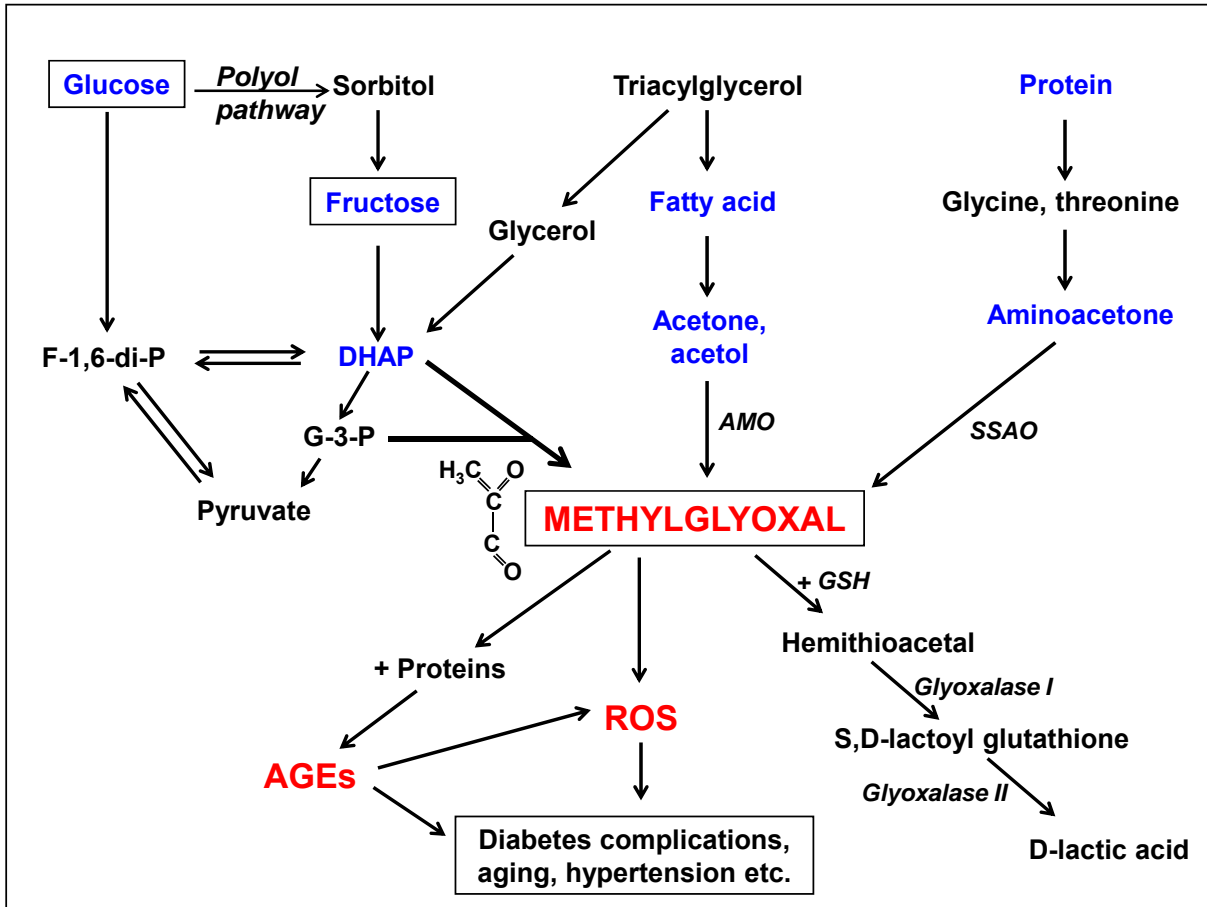 Glucose
Polyol
pathway
Sorbitol
Triacylglycerol
Protein
Fructose
Fatty acid
Glycine, threonine
Glycerol
Acetone,
acetol
Aminoacetone
F-1,6-di-P
DHAP
AMO
SSAO
G-3-P
H₃C
O
C
C
O
Pyruvate
METHYLGLYOXAL
+ GSH
Hemithioacetal
+ Proteins
Glyoxalase I
ROS
S,D-lactoyl glutathione
AGEs
Glyoxalase II
Diabetes complications,
aging, hypertension etc.
D-lactic acid